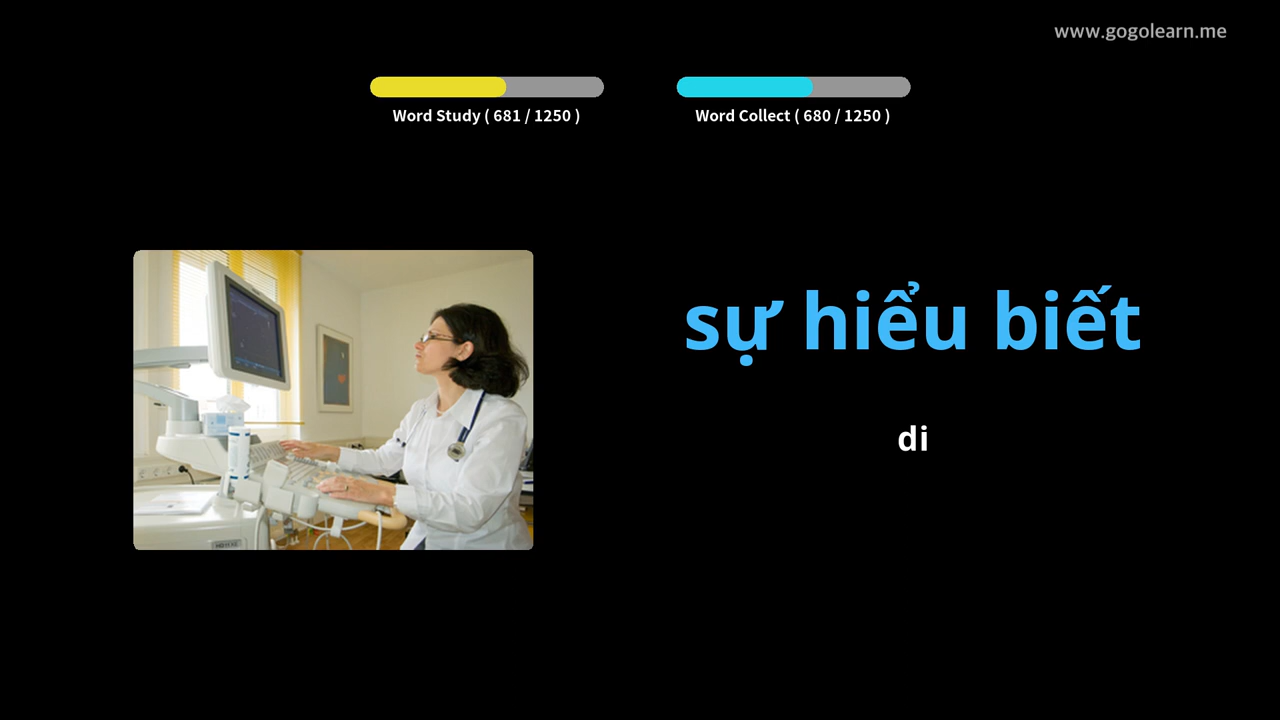 www.gogolearn.me
Word Study ( 681 / 1250 )
Word Collect ( 680 / 1250 )
sự hiểu biết
di